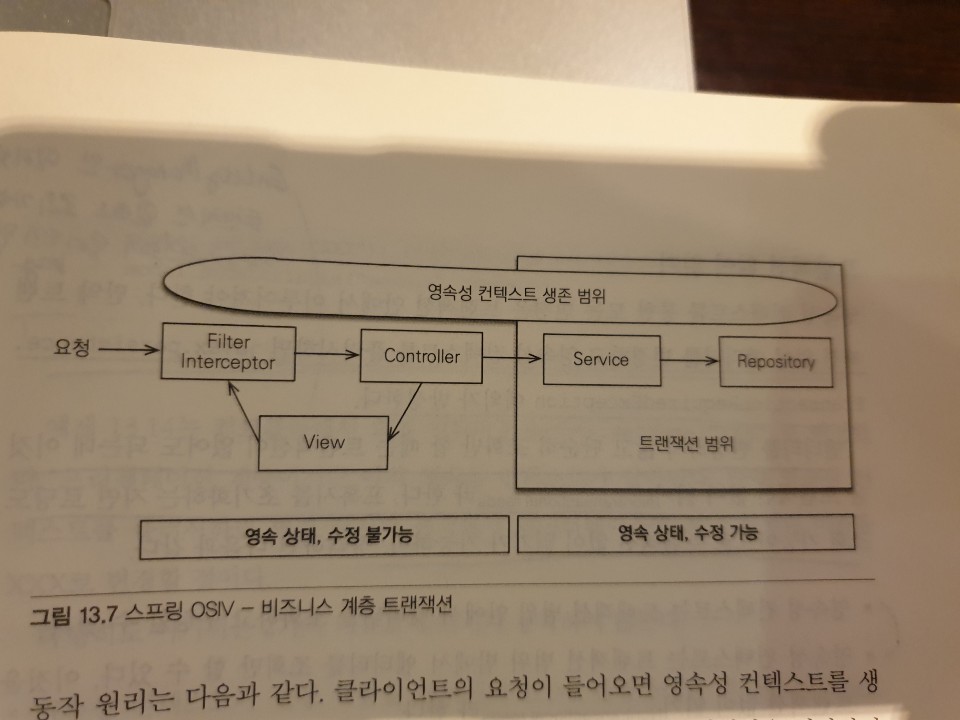 영속성 컨텍스트 생존 범위
요청
Filter
Interceptor
Controller
Service
Repository
View
트랜잭션 범위
영속 상태, 수정 불가능
영속 상태, 수정 가능
그림 13.7 스프링 OSIV – 비즈니스 계층 트랜잭션
동작 원리는 다음과 같다. 클라이언트의 요청이 들어오면 영속성 컨텍스트를 생